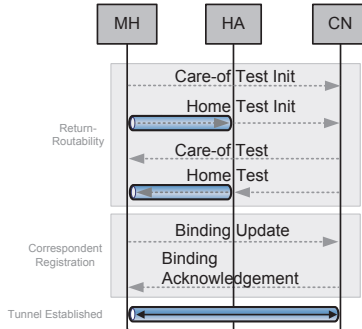 MH HA CN
Care-of Test Init
Home Test Init
Return-
Routability
Care-of Test
Home Test
Binding Update
Correspondent
Registration
Binding
Acknowledgement
Tunnel Established